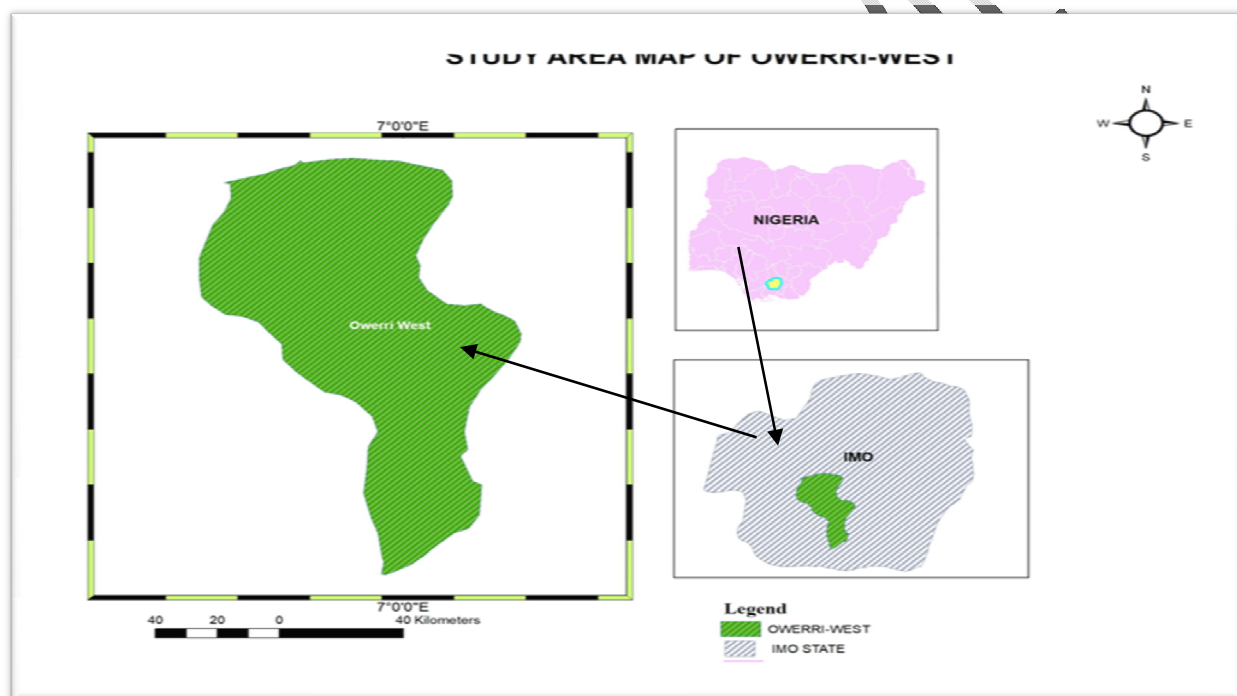 STUDY AREA MAP OF OWERRI-WEST
N
W E
S
7°0'0"E
NIGERIA
Owerri West
IMO
7°0'0"E
40 20 0 40 Kilometers
Legend
OWERRI-WEST
IMO STATE